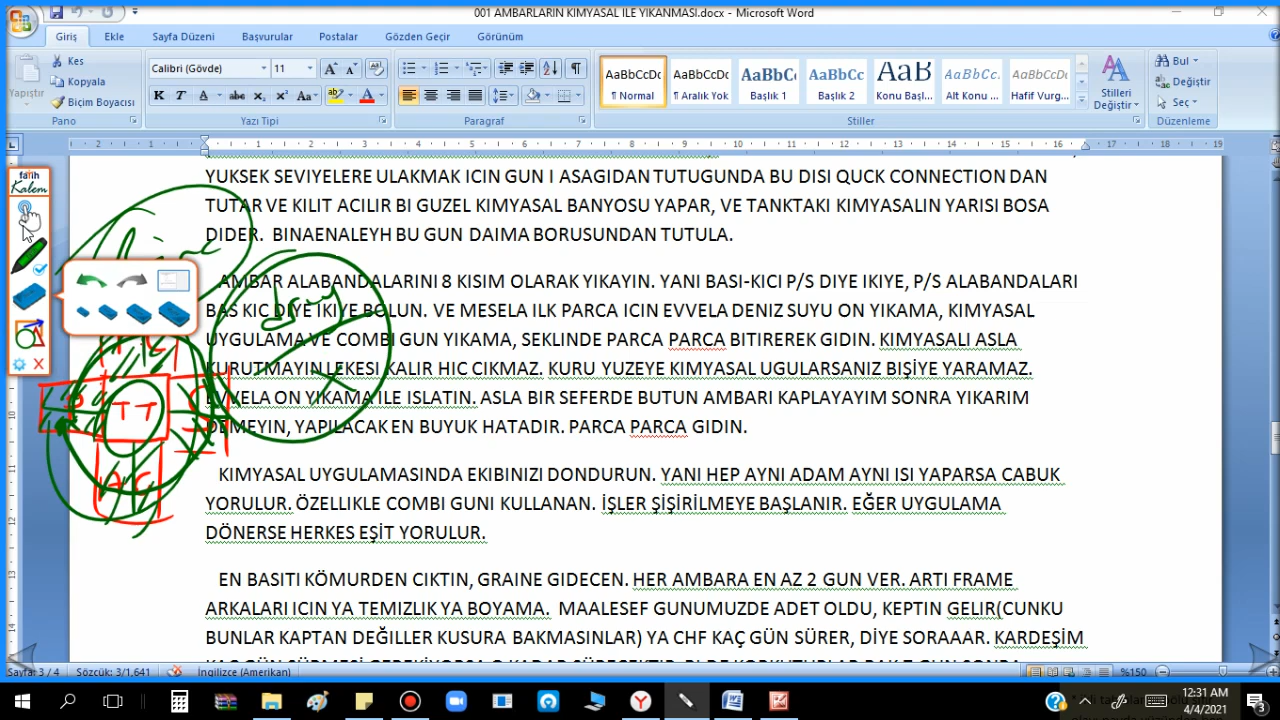 001 AMBARLARIN KIMYASAL ILE YIKANMASI.docx - Microsoft Word
Giriş Ekle Sayfa Düzeni Başvurular Postalar Gözden Geçir Görünüm
Yapıştır
Kes
Kopyala
Biçim Boyacısı
Pano
Calibri (Gövde) 11
Yazı Tipi
Paragraf
AaBbCcDc AaBbCcDc AaBbCc AaBbCc AaB AaBbCc. AaBbCcDc
¶ Normal ¶ Aralık Yok Başlık 1 Başlık 2 Konu Başl... Alt Konu ... Hafif Vurg...
Stilleri Değiştir
Stiller
Bul
Değiştir
Seç
Düzenleme
fatih
Kalem
YUKSEK SEVIYELERE ULAKMAK ICIN GUN I ASAGIDAN TUTUGUNDA BU DISI QUCK CONNECTION DAN
TUTAR VE KILIT ACILIR BI GUZEL KIMYASAL BANYOSU YAPAR, VE TANKTAKI KIMYASALIN YARISI BOSA
DIDER. BINAENALEYH BU GUN DAIMA BORUSUNDAN TUTULA.
AMBAR ALABANDALARINI 8 KISIM OLARAK YIKAYIN. YANI BASI-KICI P/S DIYE IKIYE, P/S ALABANDALARI
BAS KIC DIYE IKIYE BOLUN. VE MESELA ILK PARCA ICIN EVVELA DENIZ SUYU ON YIKAMA, KIMYASAL
UYGULAMA VE COMBI GUN YIKAMA, SEKLINDE PARCA PARCA BITIREREK GIDIN. KIMYASALI ASLA
KURUTMAYIN LEKESI KALIR HIC CIKMAZ. KURU YUZEYE KIMYASAL UGULARSANIZ BIŞİYE YARAMAZ.
EVVELA ON YIKAMA ILE ISLATIN. ASLA BIR SEFERDE BUTUN AMBARI KAPLAYAYIM SONRA YIKARIM
DEMEYIN, YAPILACAK EN BUYUK HATADIR. PARCA PARCA GIDIN.
KIMYASAL UYGULAMASINDA EKIBINIZI DONDURUN. YANI HEP AYNI ADAM AYNI ISI YAPARSA CABUK
YORULUR. ÖZELLIKLE COMBI GUNI KULLANAN. İŞLER ŞİŞİRİLMEYE BAŞLANIR. EĞER UYGULAMA
DÖNERSE HERKES EŞİT YORULUR.
EN BASITI KÖMURDEN CIKTIN, GRAINE GIDECEN. HER AMBARA EN AZ 2 GUN VER. ARTI FRAME
ARKALARI ICIN YA TEMIZLIK YA BOYAMA. MAALESEF GUNUMUZDE ADET OLDU, KEPTIN GELIR(CUNKU
BUNLAR KAPTAN DEĞILLER KUSURA BAKMASINLAR) YA CHF KAÇ GÜN SÜRER, DİYE SORAAAR. KARDEŞİM
TT
Sayfa: 3 / 4 Sözcük: 3/1,641 İngilizce (Amerikan) %150
12:31 AM
4/4/2021